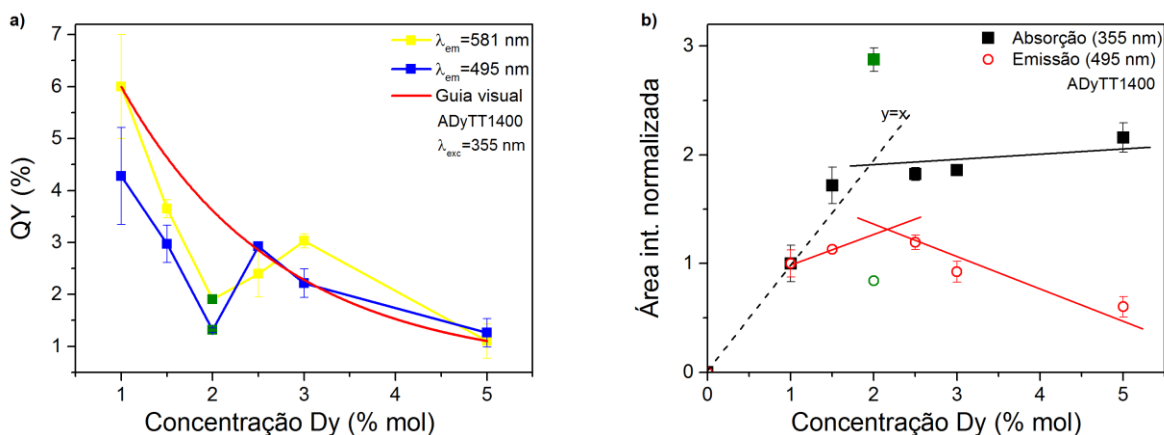 a)
QY (%)
7
6
5
4
3
2
1
λem=581 nm
λem=495 nm
Guia visual
ADyTT1400
λexc=355 nm
1 2 3 4 5
Concentração Dy (% mol)
b)
Área int. normalizada
3
2
1
0
Absorção (355 nm)
Emissão (495 nm)
ADyTT1400
y=x
0 1 2 3 4 5
Concentração Dy (% mol)